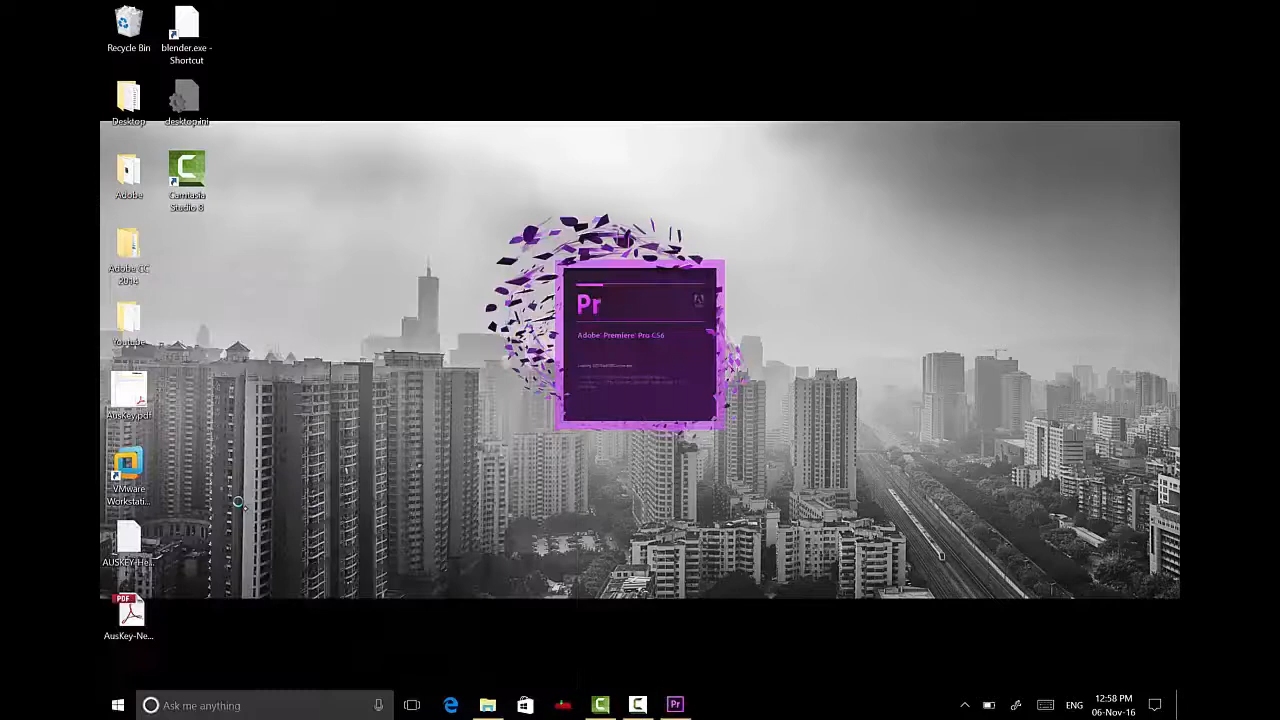 Recycle Bin
blender.exe -
Shortcut
Desktop
desktop.ini
Adobe
Camtasia
Studio 8
Adobe CC
2014
Youtube
Auskey.pdf
VMware
Workstati...
AUSKEY-He...
PDF
AusKey-Ne...
Pr
Adobe Premiere Pro CS6
Ask me anything
Pr
ENG
12:58 PM
06-Nov-16